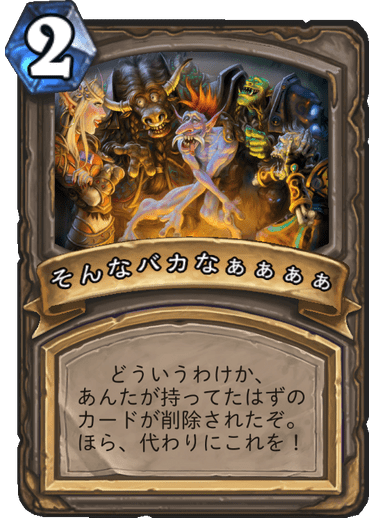 2
そんなバカなぁぁぁぁ
どういうわけか、
あんたが持ってたはずの
カードが削除されたぞ。
ほら、代わりにこれを！